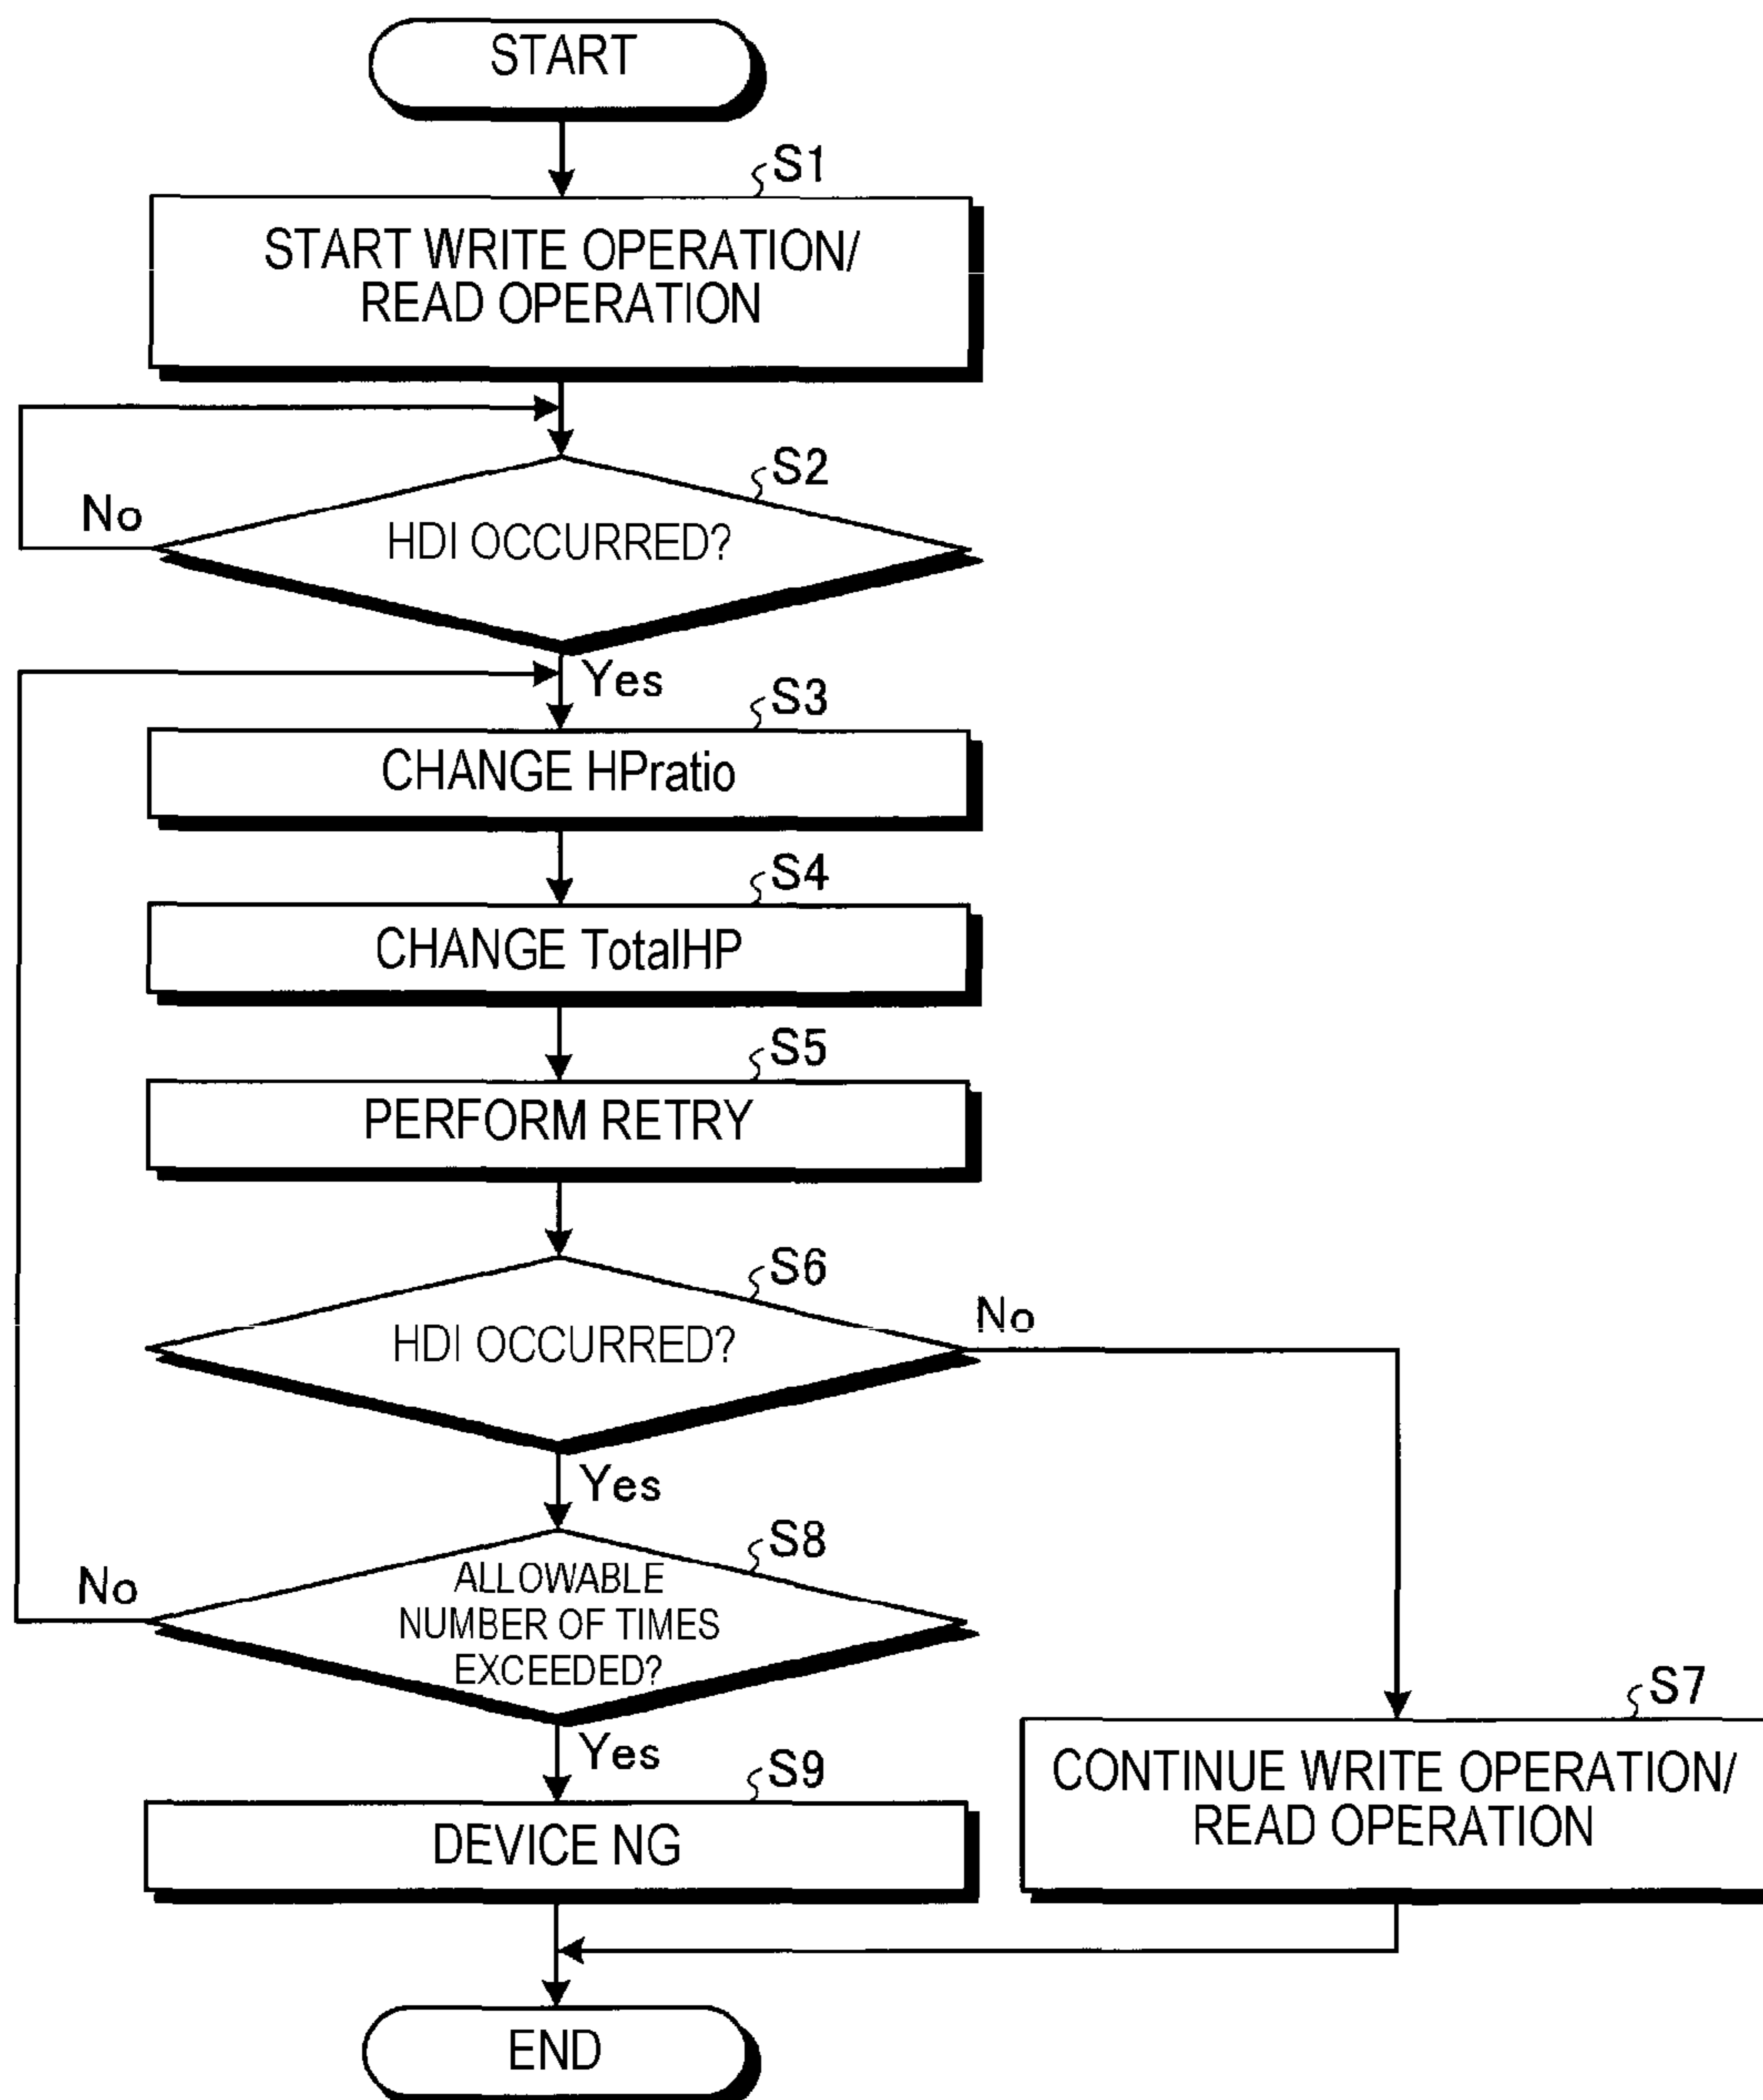 START
S1
START WRITE OPERATION/
READ OPERATION
S2
No
HDI OCCURRED?
Yes
S3
CHANGE HPratio
S4
CHANGE TotalHP
S5
PERFORM RETRY
S6
No
HDI OCCURRED?
Yes
S8
No
ALLOWABLE
NUMBER OF TIMES
EXCEEDED?
Yes
S7
CONTINUE WRITE OPERATION/
READ OPERATION
S9
DEVICE NG
END